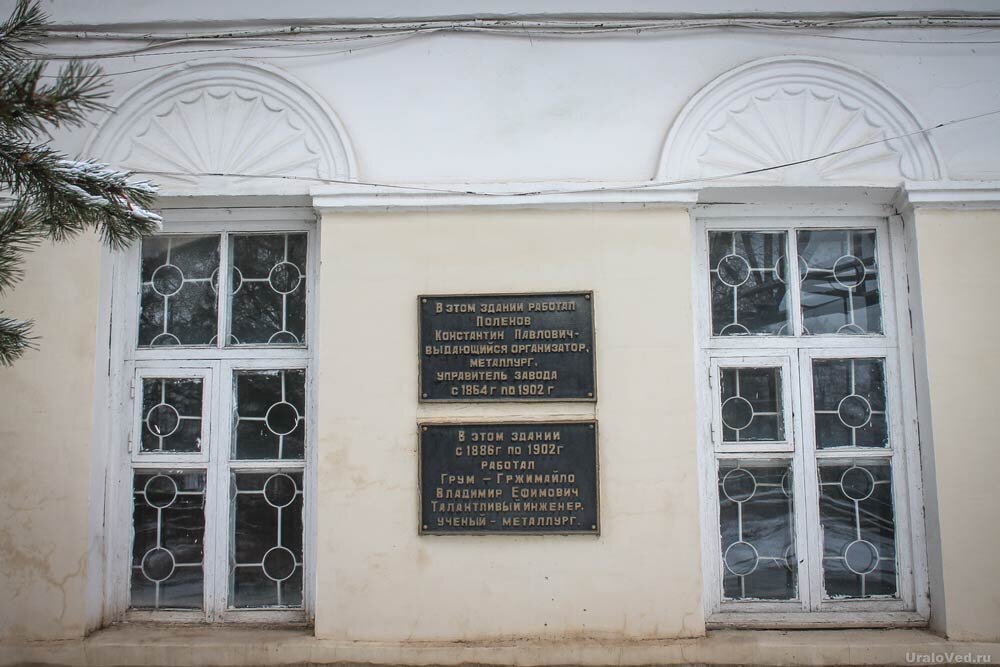 В этом здании работал
Поленов
Константин Павлович-
выдающийся организатор,
металлург,
управитель завода
с 1864 г по 1902 г
В этом здании
с 1886г по 1902г
работал
Грум - Гржимайло
Владимир Ефимович
Талантливый инженер,
ученый - металлург.
UraloVed.ru